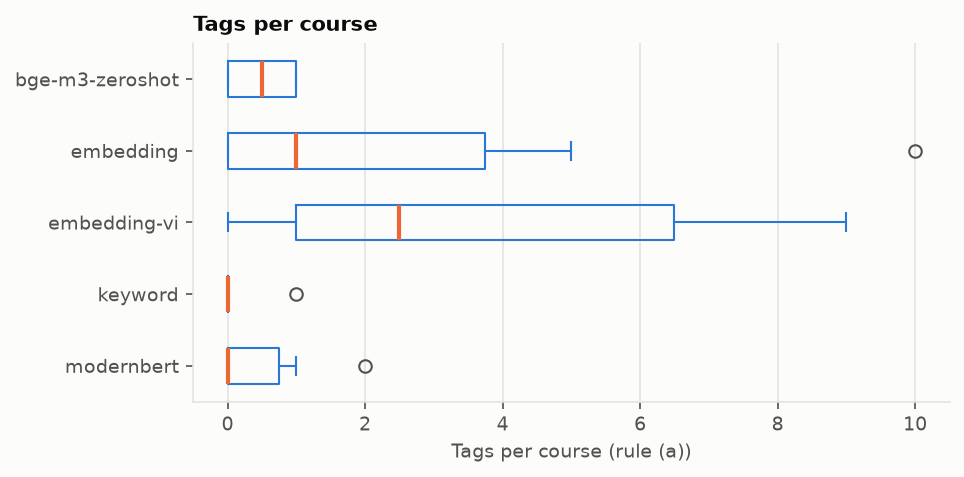 Tags per course
bge-m3-zeroshot
embedding
embedding-vi
keyword
modernbert
0 2 4 6 8 10
Tags per course (rule (a))